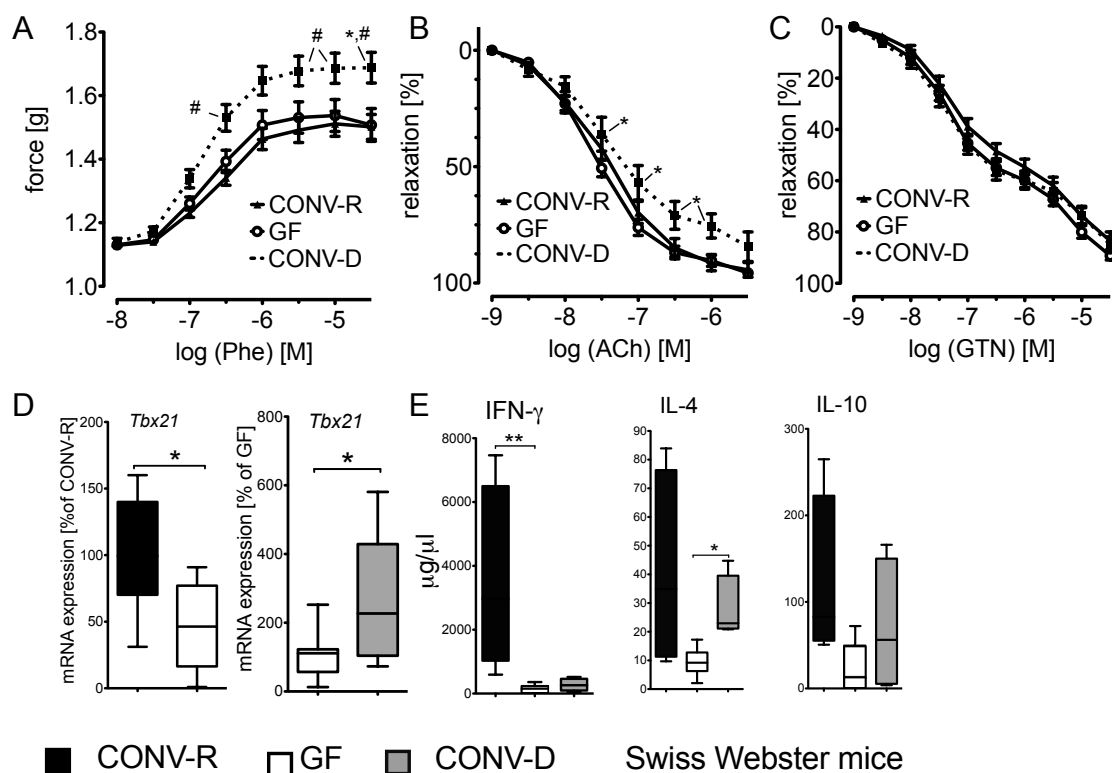 A
force [g]
1.8
1.6
1.4
1.2
1.0
#
#
*,#
CONV-R
GF
CONV-D
-8
-7
-6
-5
log (Phe) [M]
B
relaxation [%]
0
50
100
*
*
*
CONV-R
GF
CONV-D
-9
-8
-7
-6
log (ACh) [M]
C
relaxation [%]
0
20
40
60
80
100
CONV-R
GF
CONV-D
-9
-8
-7
-6
-5
log (GTN) [M]
D
Tbx21
mRNA expression [%of CONV-R]
200
150
100
50
0
*
Tbx21
mRNA expression [% of GF]
800
600
400
200
0
*
E
IFN-γ
µg/µl
8000
6000
4000
2000
0
**
IL-4
90
80
70
60
50
40
30
20
10
0
*
IL-10
300
200
100
0
CONV-R GF CONV-D Swiss Webster mice